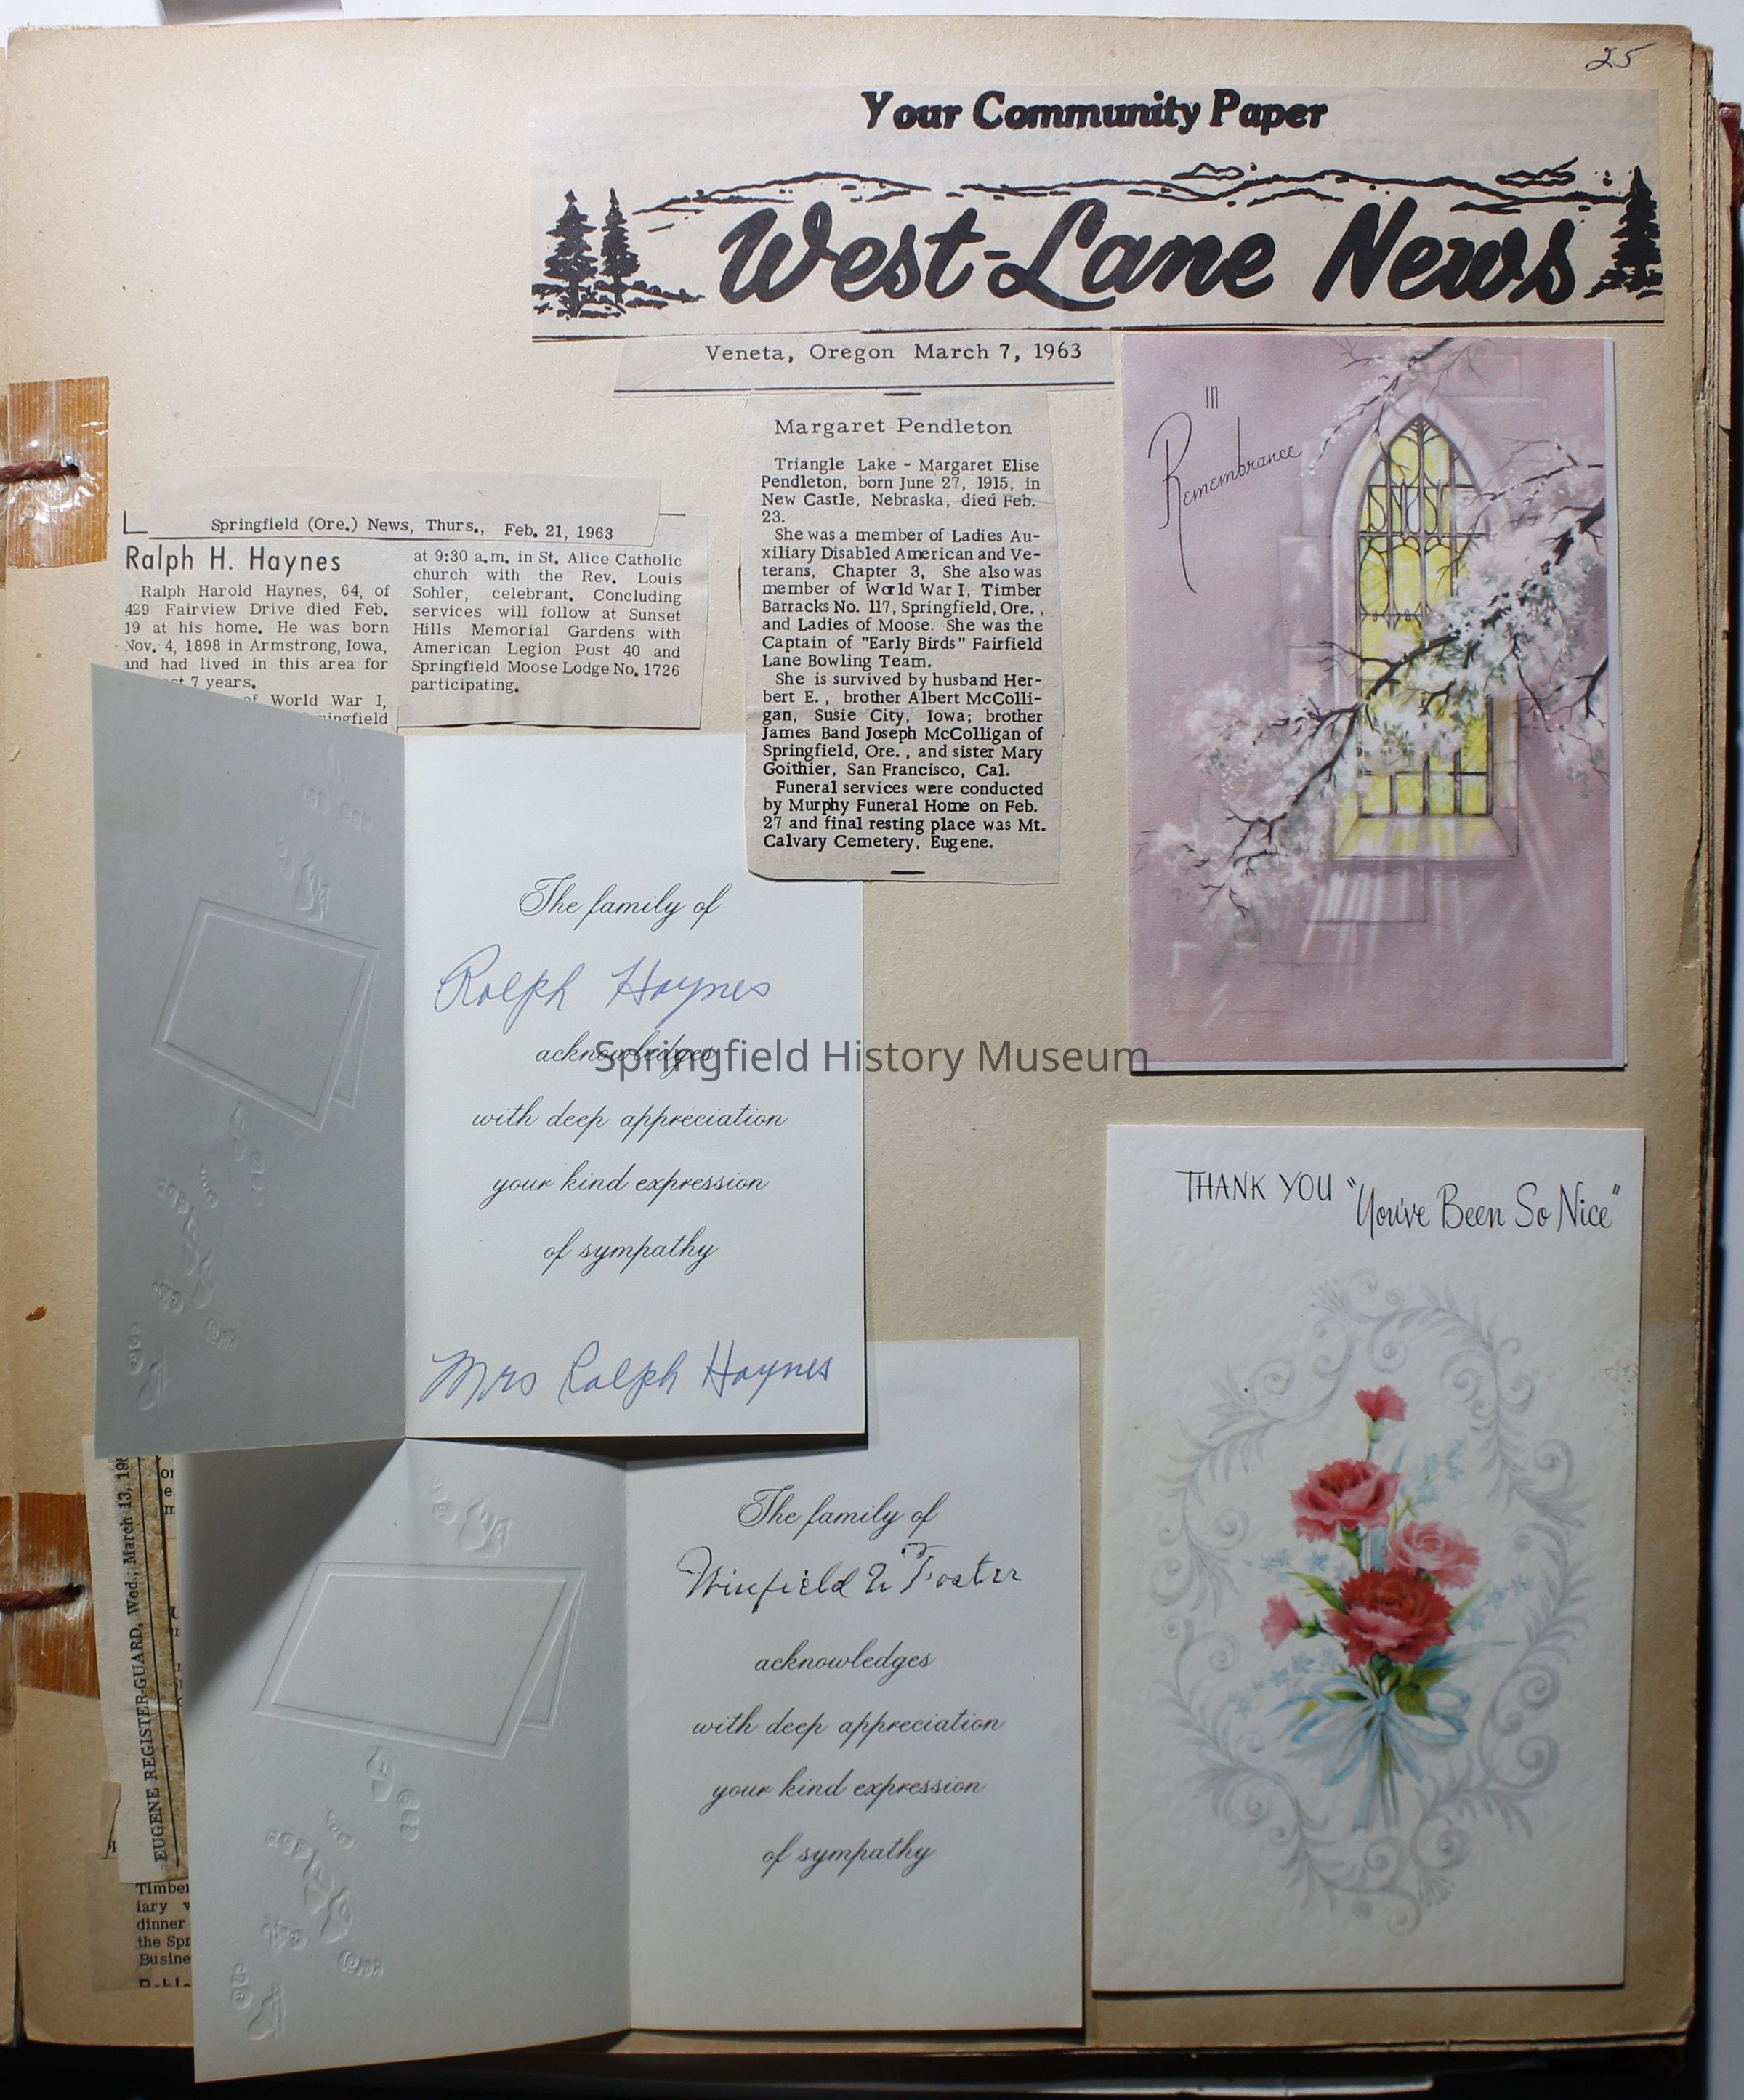 25
Your Community Paper
West-Lane News
Veneta, Oregon March 7, 1963
Margaret Pendleton
Triangle Lake - Margaret Elise
Pendleton, born June 27, 1915, in
New Castle, Nebraska, died Feb.
23.
She was a member of Ladies Au-
xiliary Disabled American and Ve-
terans, Chapter 3. She also was
member of World War I, Timber
Barracks No. 117, Springfield, Ore.,
and Ladies of Moose. She was the
Captain of "Early Birds" Fairfield
Lane Bowling Team.
She is survived by husband Her-
bert E., brother Albert McColli-
gan, Susie City, Iowa; brother
James Band Joseph McColligan of
Springfield, Ore., and sister Mary
Goithier, San Francisco, Cal.
Funeral services were conducted
by Murphy Funeral Home on Feb.
27 and final resting place was Mt.
Calvary Cemetery, Eugene.
in
Remembrance
Springfield (Ore.) News, Thurs., Feb. 21, 1963
Ralph H. Haynes
Ralph Harold Haynes, 64, of
429 Fairview Drive died Feb.
19 at his home. He was born
Nov. 4, 1898 in Armstrong, Iowa,
and had lived in this area for
7 years.
of World War I,
at 9:30 a.m. in St. Alice Catholic
church with the Rev. Louis
Sohler, celebrant. Concluding
services will follow at Sunset
Hills Memorial Gardens with
American Legion Post 40 and
Springfield Moose Lodge No. 1726
participating.
The family of
Ralph Haynes
acknowledges
with deep appreciation
your kind expression
of sympathy
Mrs Ralph Haynes
Springfield History Museum
THANK YOU "You've Been So Nice"
The family of
Winfield W Foster
acknowledges
with deep appreciation
your kind expression
of sympathy
EUGENE REGISTER-GUARD, Wed., March 13, 19
Timber
iary
dinner
the Spr
Busine